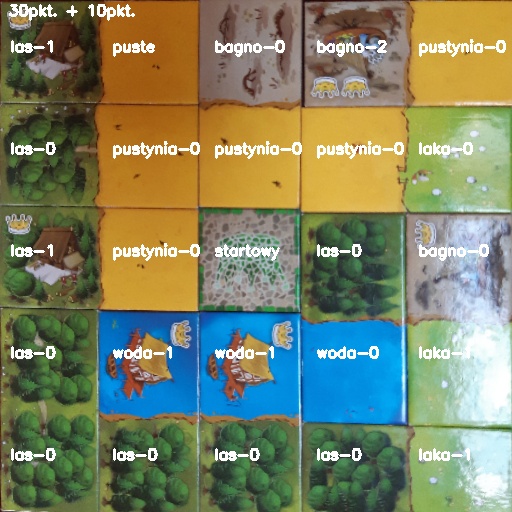 30pkt. + 10pkt.
las-1 puste bagno-0 bagno-2 pustynia-0
las-0 pustynia-0 pustynia-0 pustynia-0 laka-0
las-1 pustynia-0 startowy las-0 bagno-0
las-0 woda-1 woda-1 woda-0 laka-1
las-0 las-0 las-0 las-0 laka-1